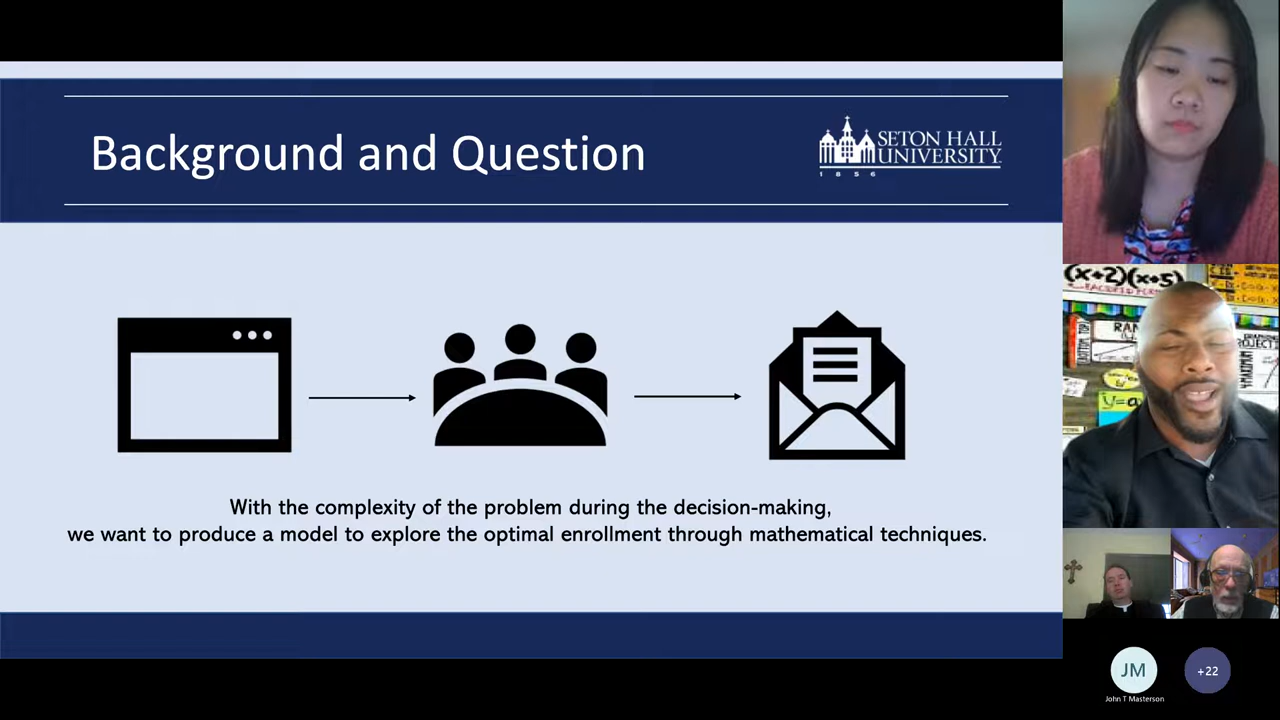 Background and Question
SETON HALL
UNIVERSITY
1 8 5 6
With the complexity of the problem during the decision-making,
we want to produce a model to explore the optimal enrollment through mathematical techniques.
(x+2)(x+5)
JM
+22
John T Masterson